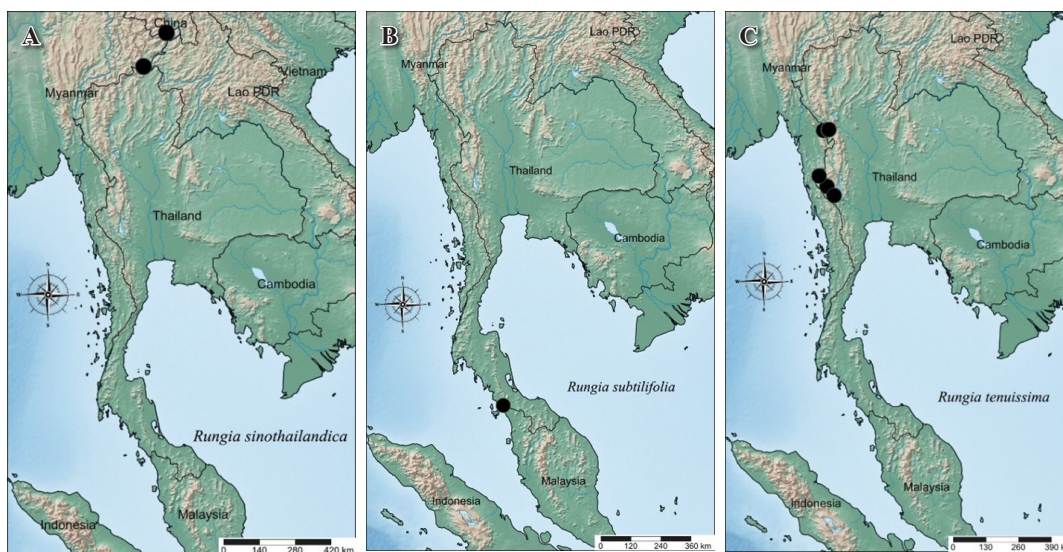 A
China
Myanmar
Vietnam
Lao PDR
Thailand
Cambodia
N
W
E
S
Rungia sinothailandica
Malaysia
Indonesia
0 140 280 420 km
B
Lao PDR
Myanmar
Thailand
Cambodia
N
W
E
S
Rungia subtilifolia
Malaysia
Indonesia
0 120 240 360 km
C
Lao PDR
Myanmar
Thailand
Cambodia
N
W
E
S
Rungia tenuissima
Malaysia
Indonesia
0 130 260 390 km